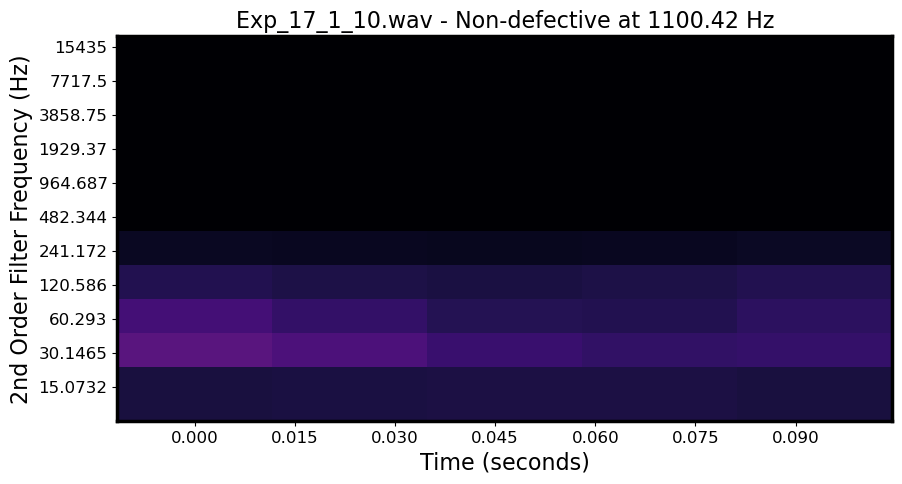 Exp_17_1_10.wav - Non-defective at 1100.42 Hz
2nd Order Filter Frequency (Hz)
15435
7717.5
3858.75
1929.37
964.687
482.344
241.172
120.586
60.293
30.1465
15.0732
0.000 0.015 0.030 0.045 0.060 0.075 0.090
Time (seconds)